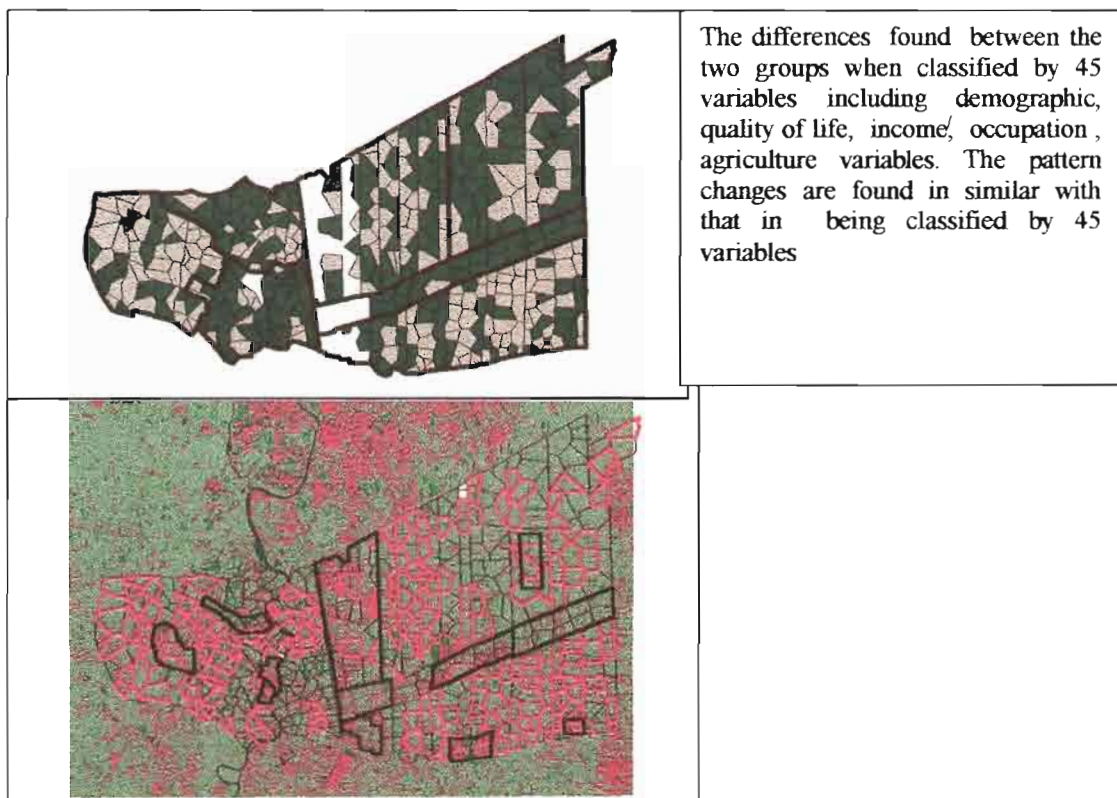 The differences found between the
two groups when classified by 45
variables including demographic,
quality of life, income, occupation ,
agriculture variables. The pattern
changes are found in similar with
that in being classified by 45
variables